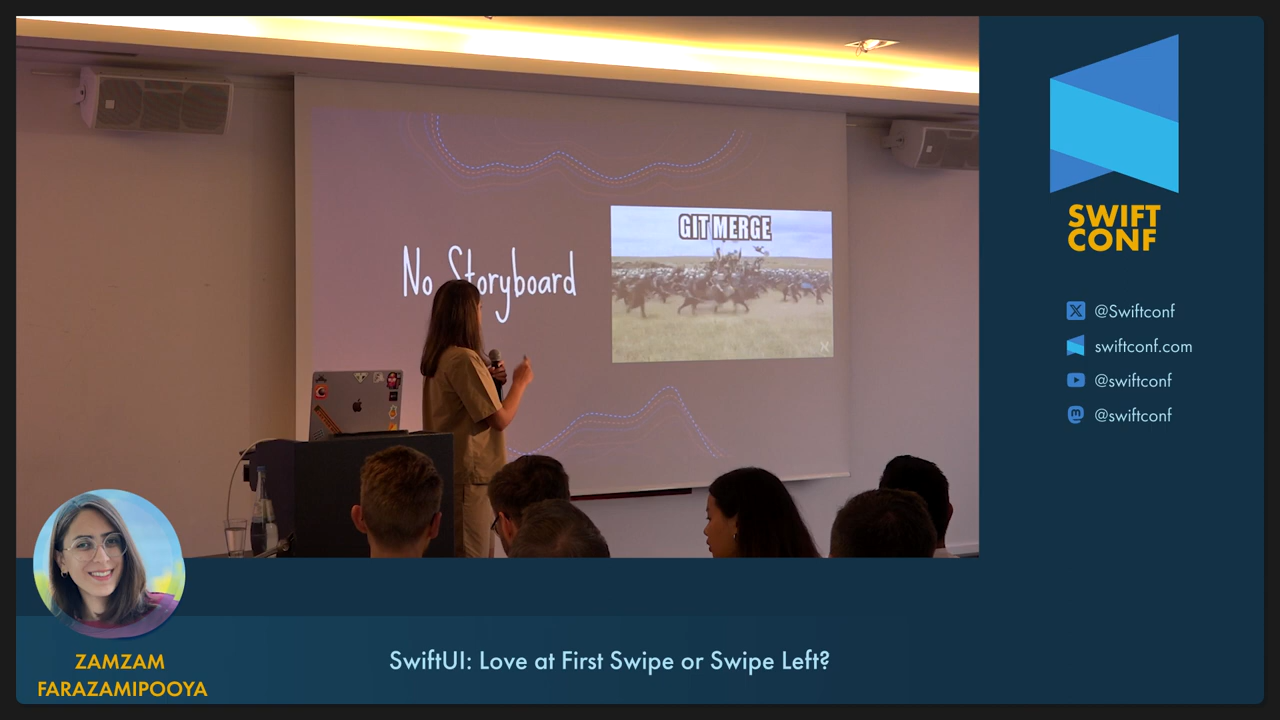 GIT MERGE
No Storyboard
SWIFT
CONF
@Swiftconf
swiftconf.com
@swiftconf
@swiftconf
ZAMZAM
FARAZAMIPOOYA
SwiftUI: Love at First Swipe or Swipe Left?